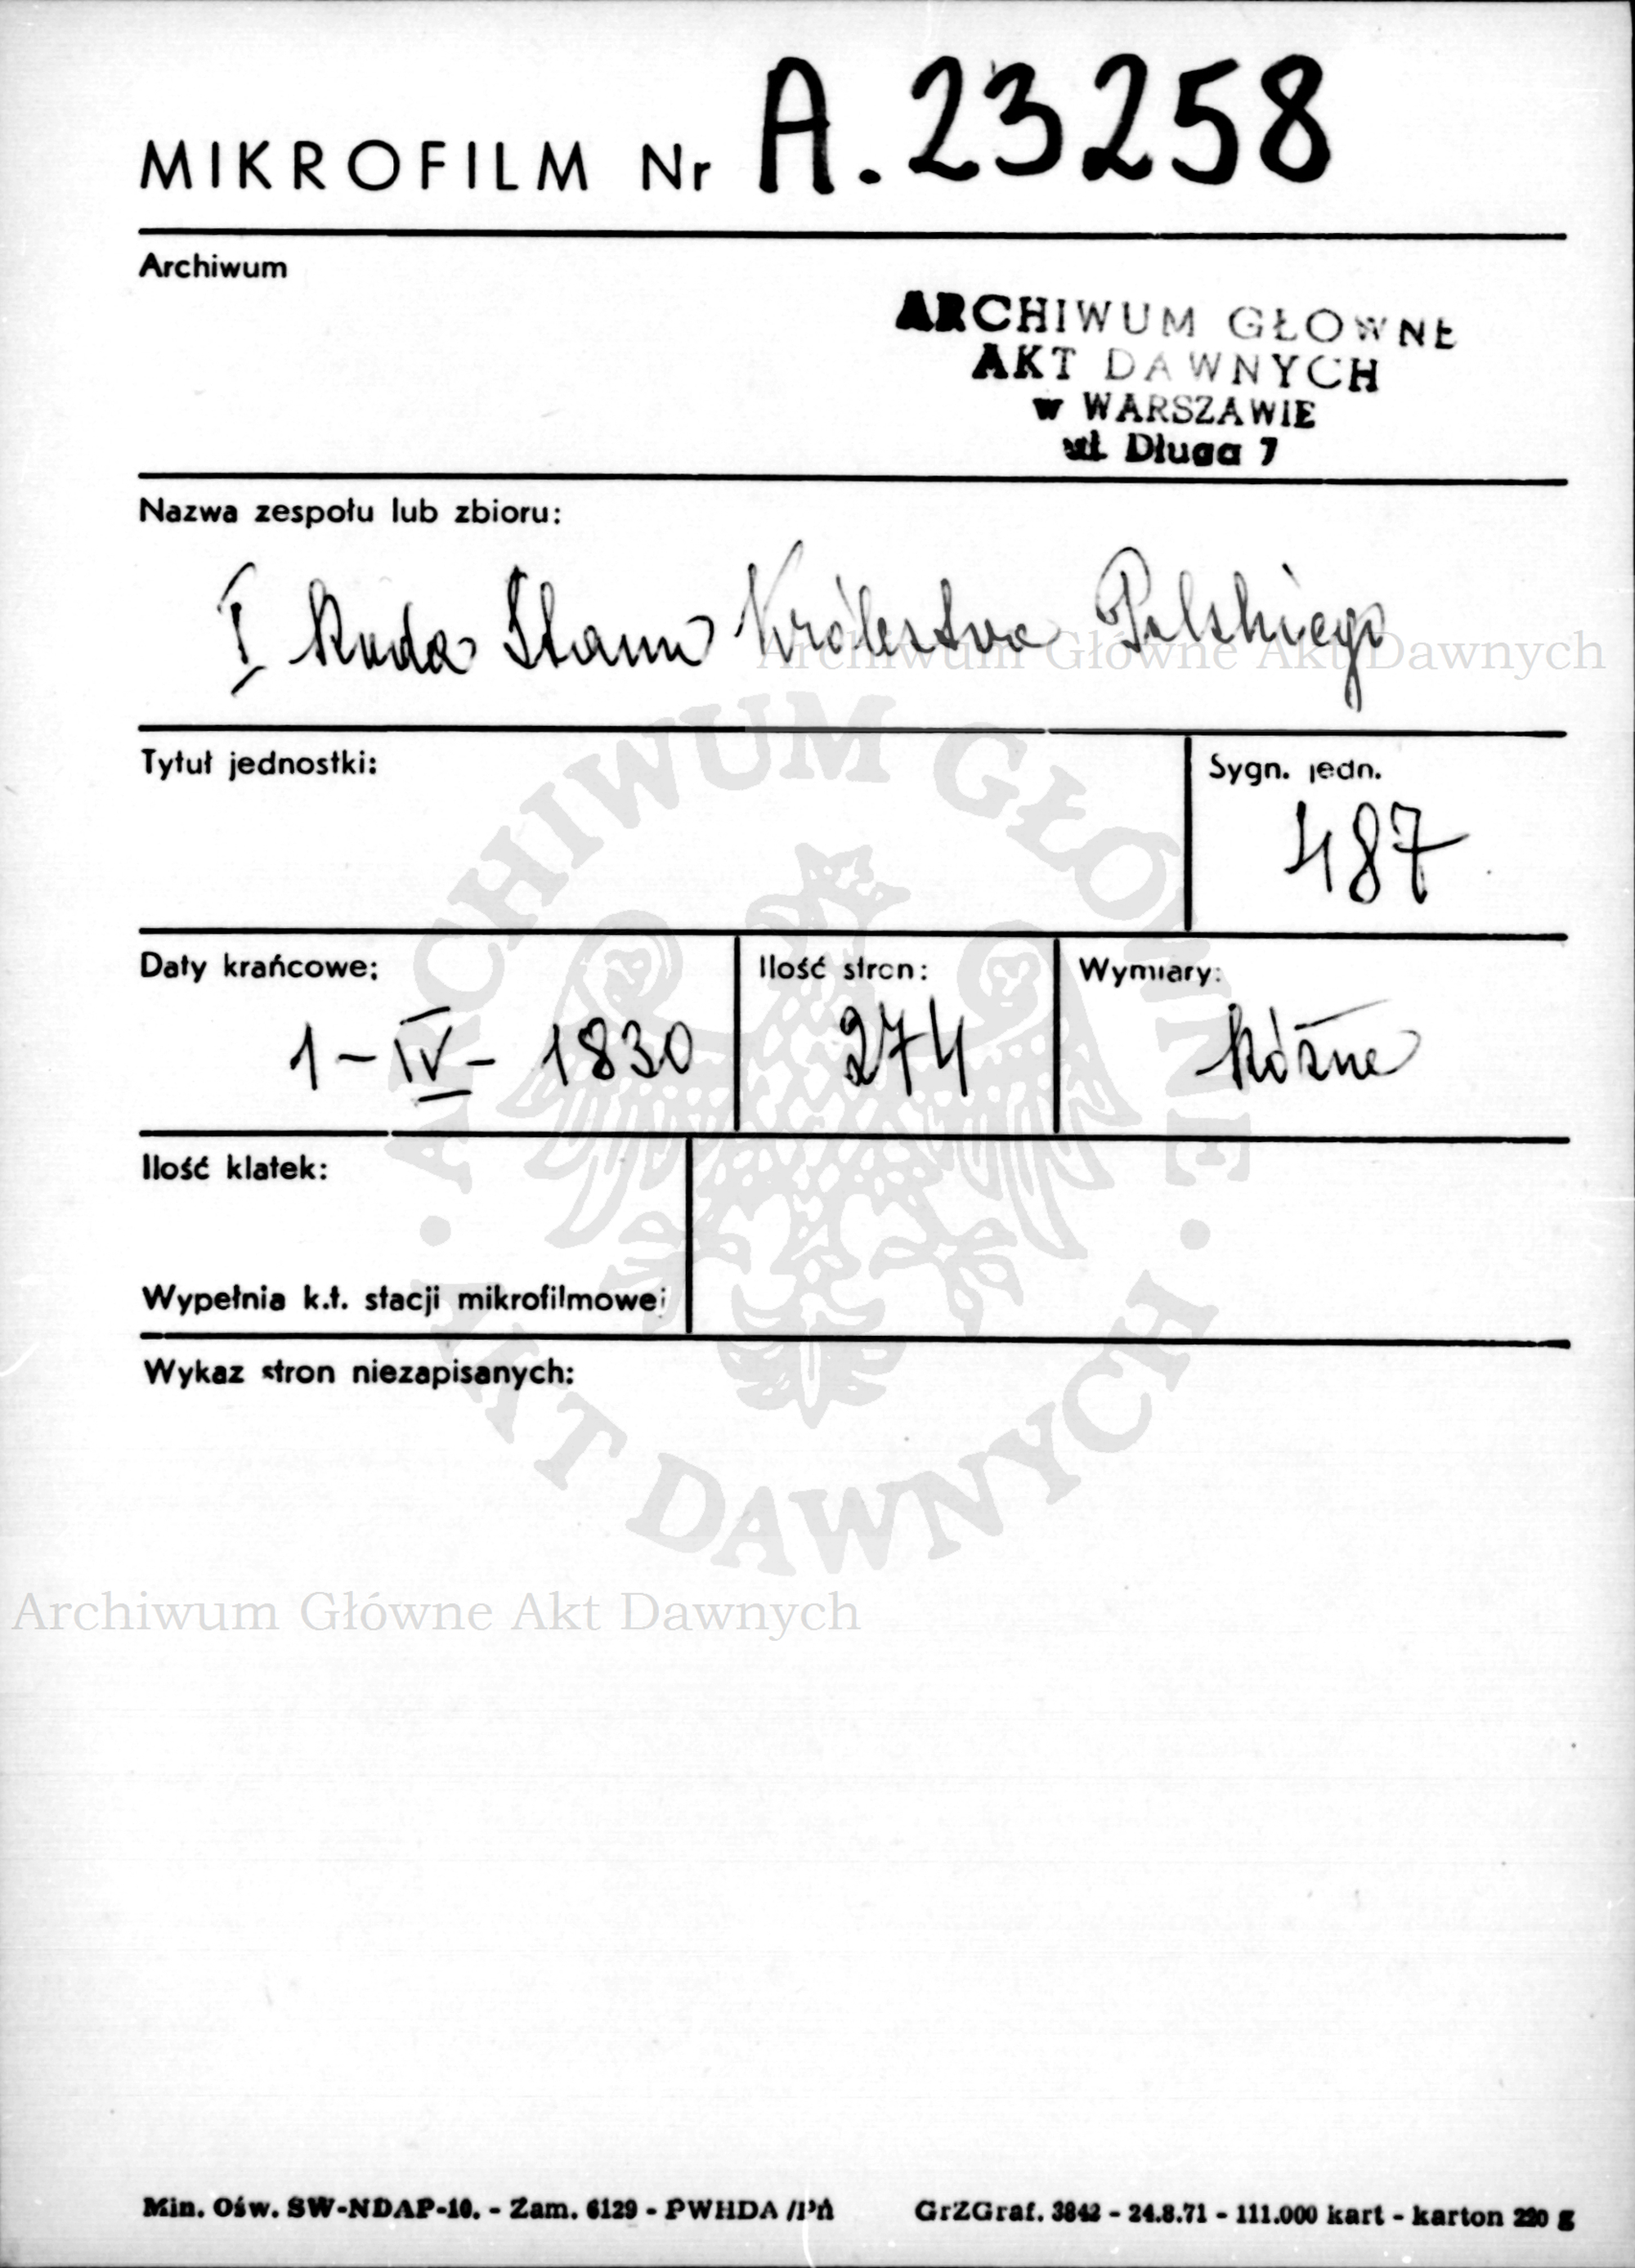 MIKROFILM Nr A. 23258
Archiwum
ARCHIWUM GŁOWNE
AKT DAWNYCH
w WARSZAWIE
ul. Długa 7
Nazwa zespołu lub zbioru:
I Rada Stanu Królestwa Polskiego
Archiwum Główne Akt Dawnych
Tytuł jednostki:
Sygn. jedn.
487
Daty krańcowe:
1-IV-1830
Ilość stron:
274
Wymiary:
Różne
Ilość klatek:
Wypełnia k.t. stacji mikrofilmowej
Wykaz stron niezapisanych:
ARCHIWUM GŁÓWNE
· AKT DAWNYCH ·
Archiwum Główne Akt Dawnych
Min. Ośw. SW-NDAP-10. - Zam. 6129 - PWHDA
GrZGraf. 3842 - 24.8.71 - 111.000 kart - karton 220 g